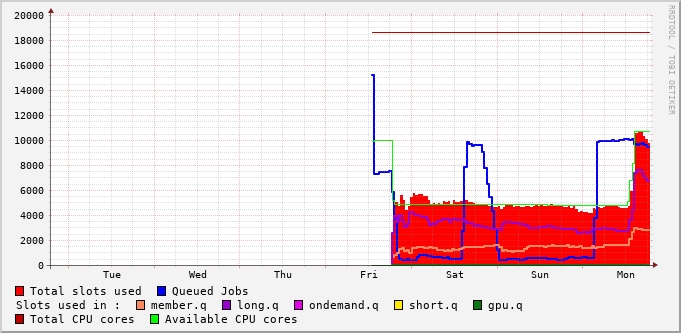 RRDTOOL / TOBI OETIKER
20000
18000
16000
14000
12000
10000
8000
6000
4000
2000
0
Tue Wed Thu Fri Sat Sun Mon
Total slots used Queued Jobs
Slots used in : member.q long.q ondemand.q short.q gpu.q
Total CPU cores Available CPU cores